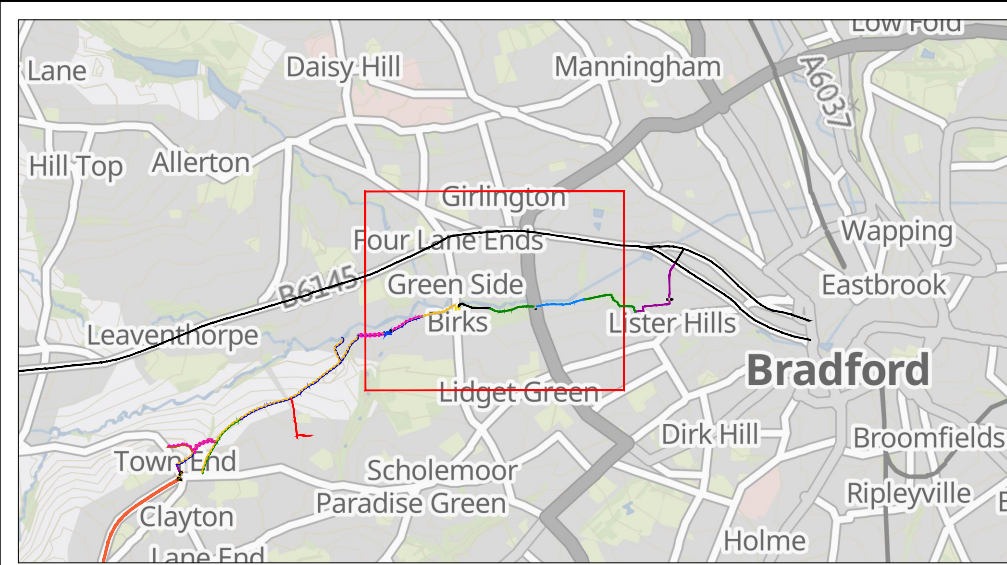 Low Fold
Lane
Daisy Hill
Manningham
A6037
Hill Top
Allerton
Girlington
Four Lane Ends
Wapping
B6145
Green Side
Eastbrook
Leaventhorpe
Birks
Lister Hills
Bradford
Lidget Green
Dirk Hill
Broomfields
Town End
Scholemoor
Paradise Green
Ripleyville
Clayton
Holme
Lane End